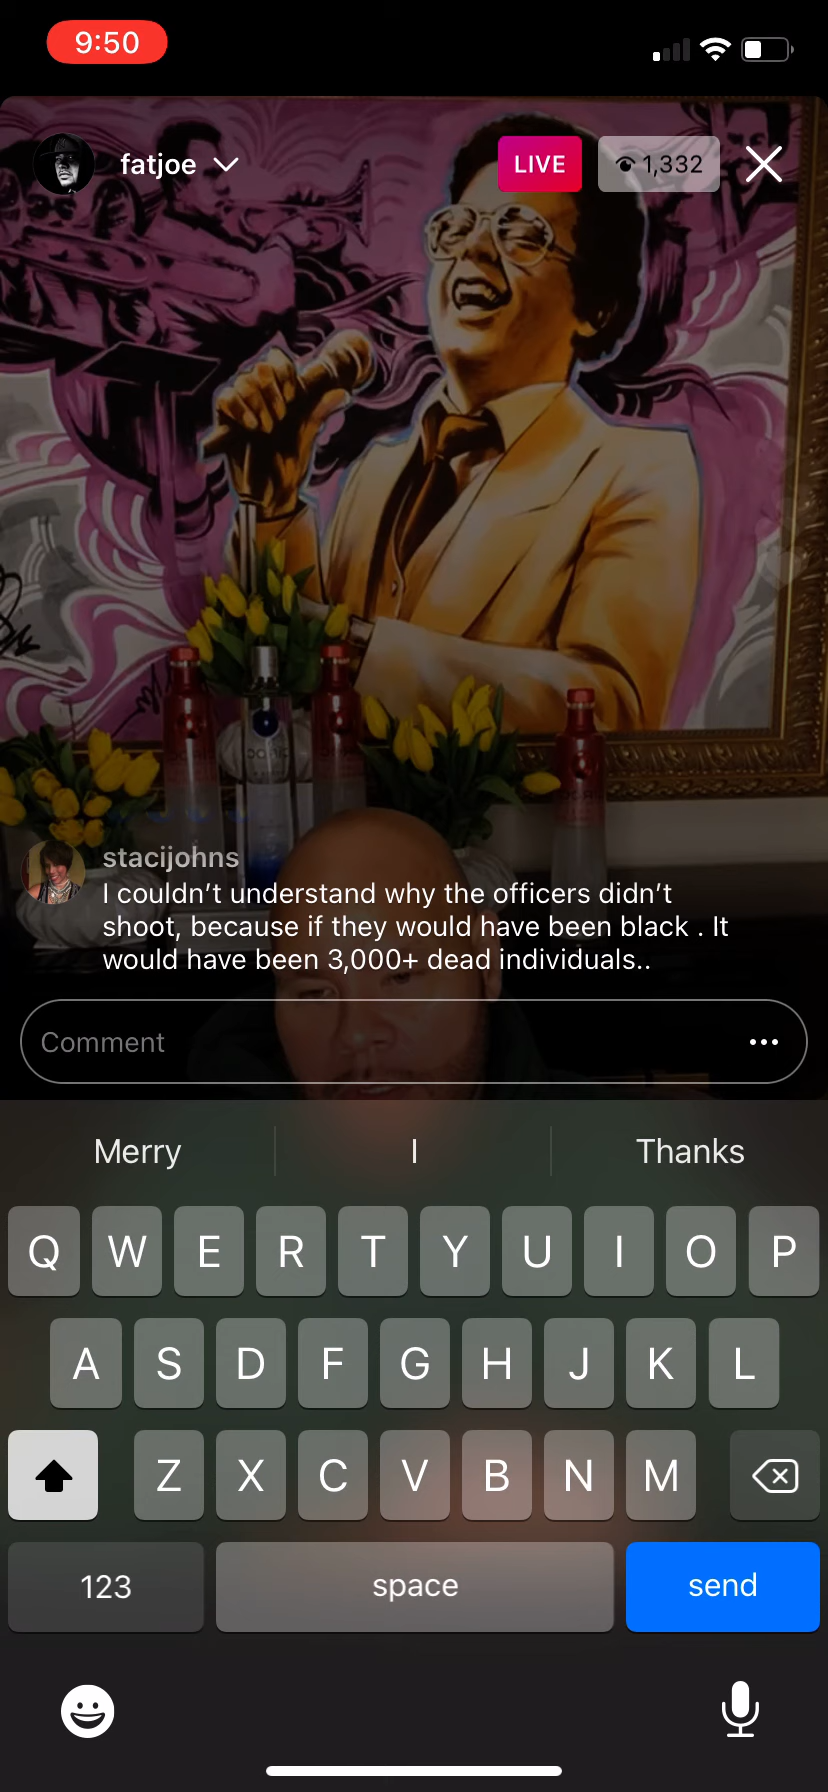 9:50
fatjoe
LIVE
1,332
stacijohns
I couldn't understand why the officers didn't
shoot, because if they would have been black . It
would have been 3,000+ dead individuals..
Comment
Merry I Thanks
Q W E R T Y U I O P
A S D F G H J K L
Z X C V B N M
123 space send